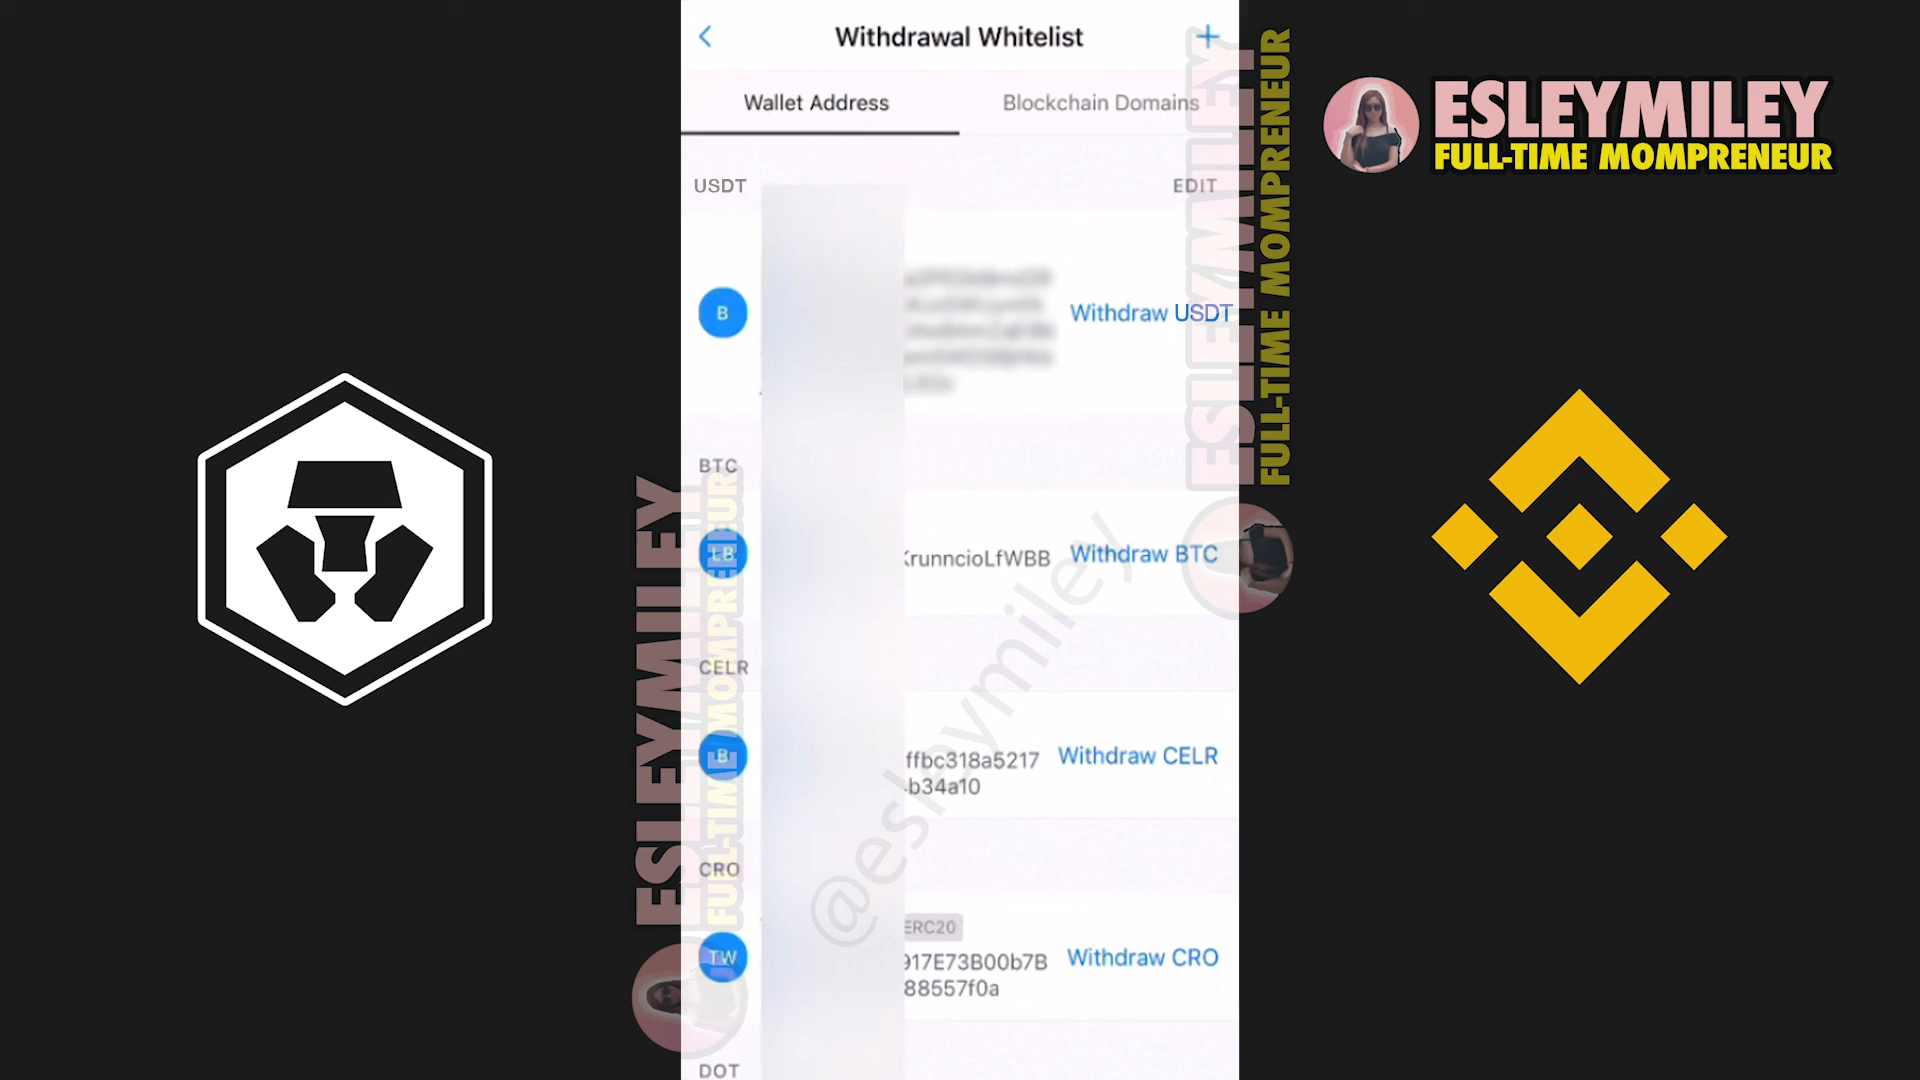 Withdrawal Whitelist
Wallet Address
Blockchain Domains
USDT
EDIT
B
Withdraw USDT
BTC
LB
KrunncioLfWBB
Withdraw BTC
CELR
B
ffbc318a5217
b34a10
Withdraw CELR
CRO
TW
ERC20
917E73B00b7B
88557f0a
Withdraw CRO
DOT
ESLEYMILEY
FULL-TIME MOMPRENEUR
ESLEYMILEY
FULL-TIME MOMPRENEUR
ESLEYMILEY
FULL-TIME MOMPRENEUR
@esleymiley